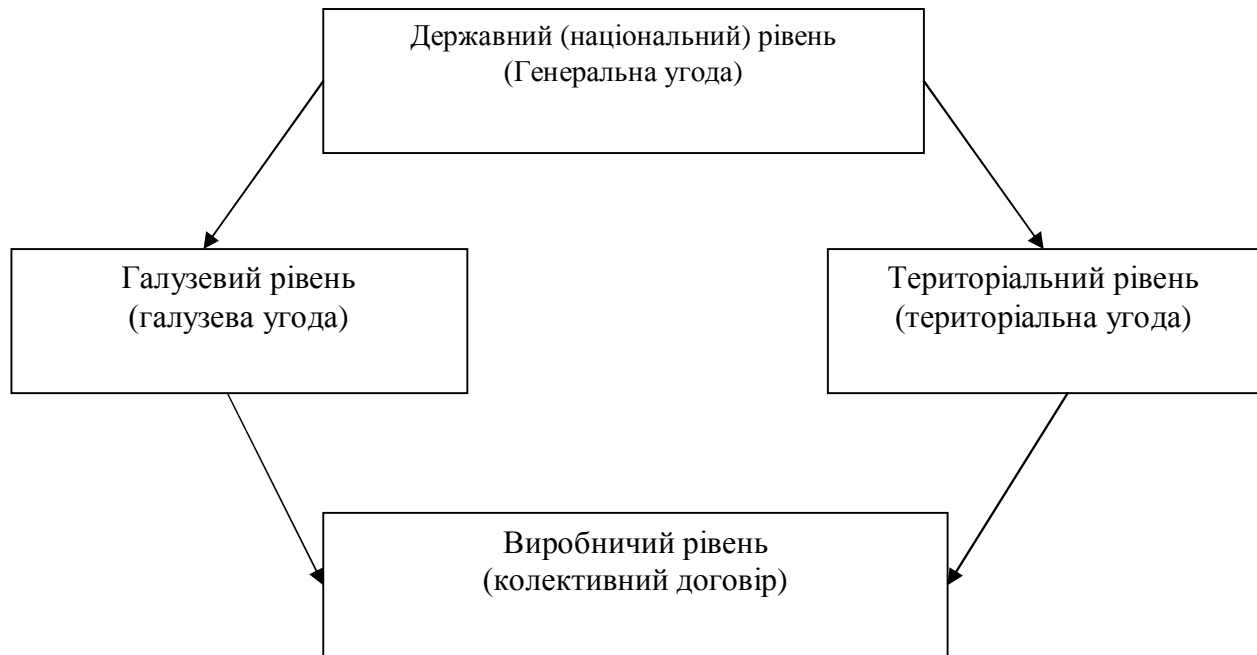 Державний (національний) рівень
(Генеральна угода)
Галузевий рівень
(галузева угода)
Територіальний рівень
(територіальна угода)
Виробничий рівень
(колективний договір)